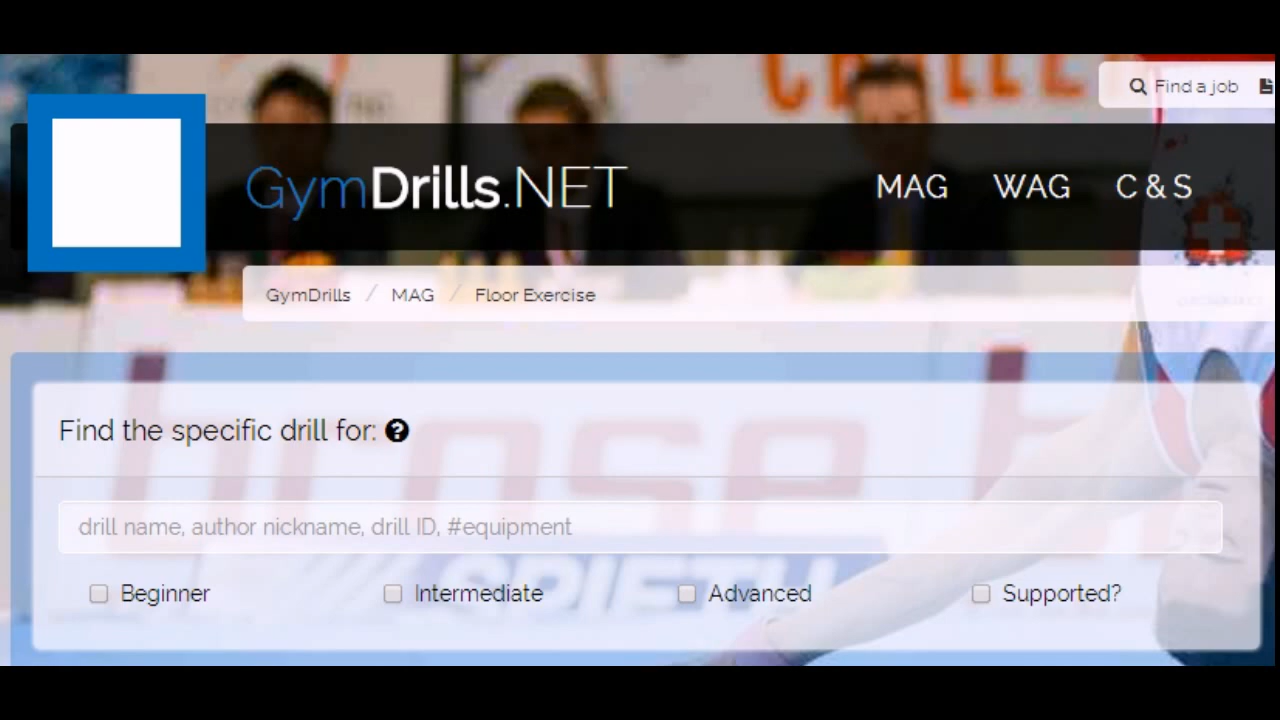 Find a job
GymDrills.NET
MAG WAG C & S
GymDrills / MAG / Floor Exercise
Find the specific drill for:
drill name, author nickname, drill ID, #equipment
Beginner Intermediate Advanced Supported?
SPIETH